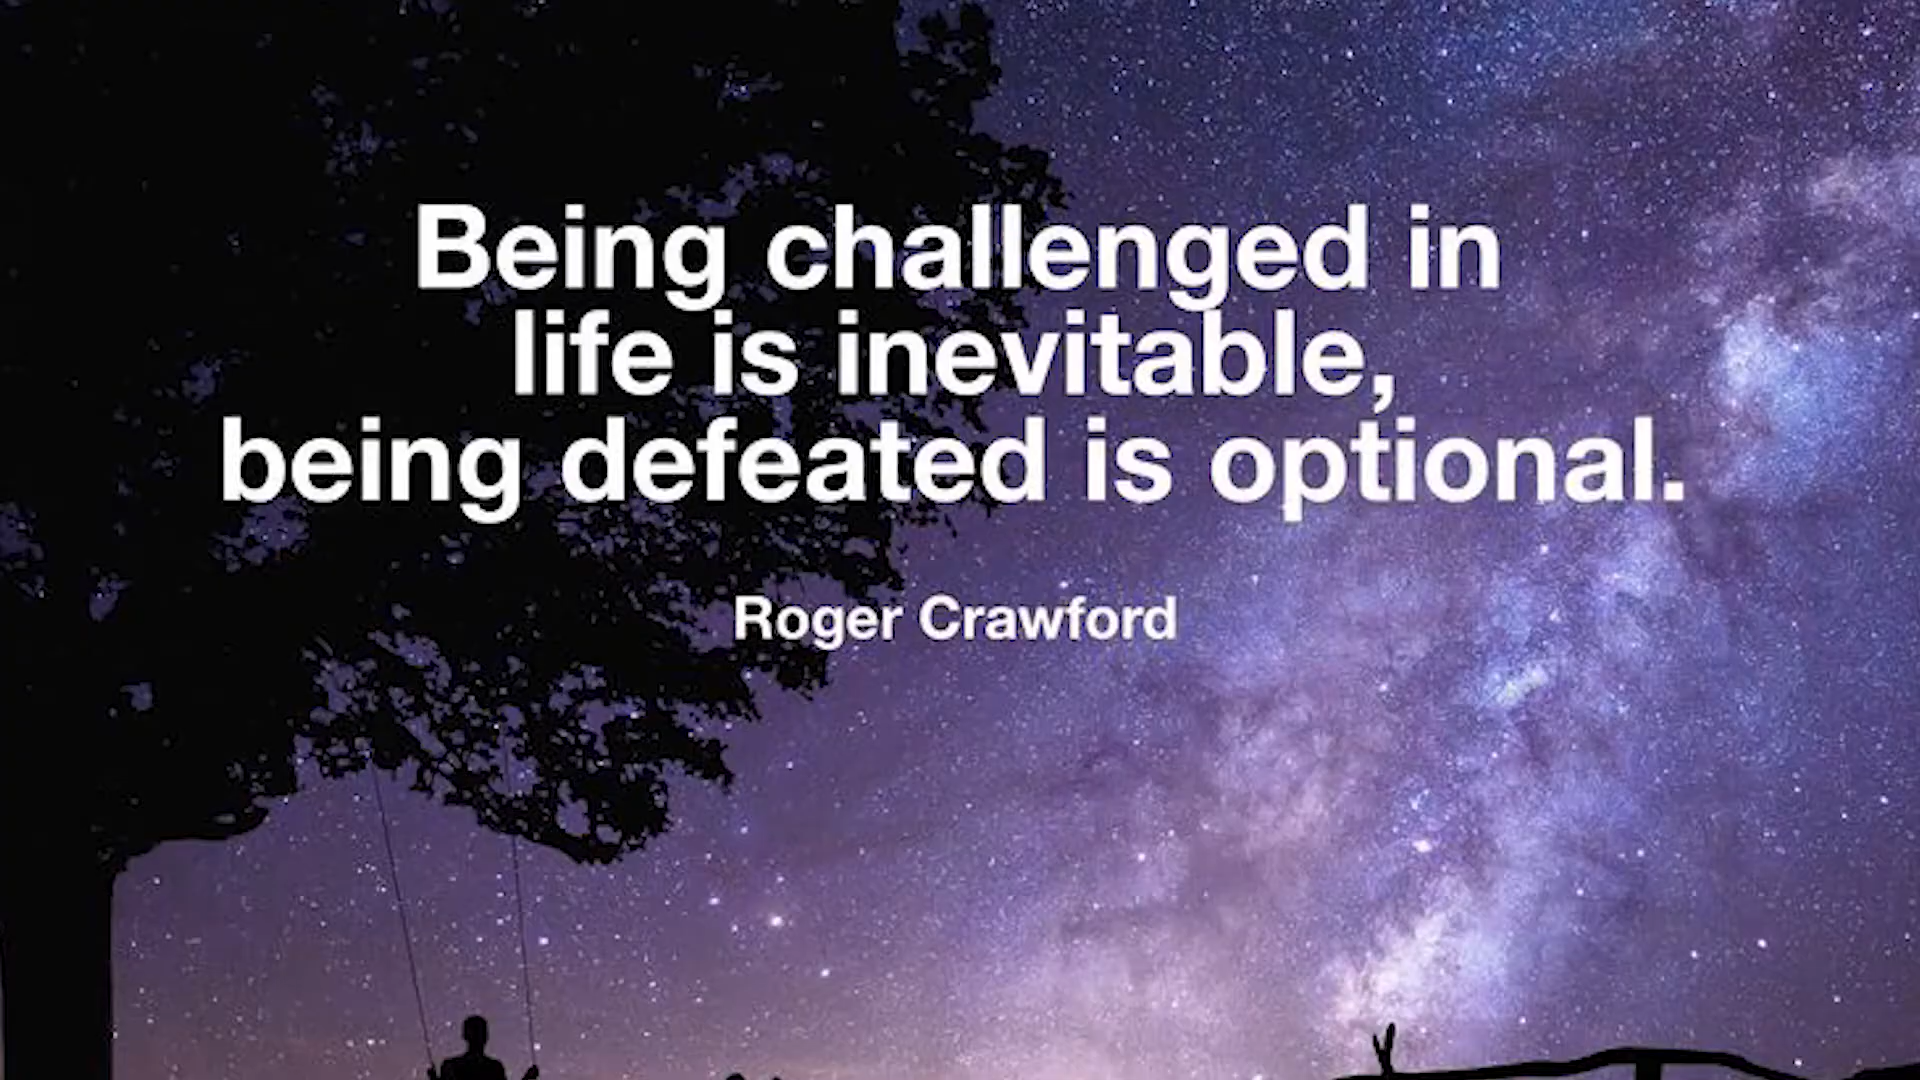 Being challenged in
life is inevitable,
being defeated is optional.
Roger Crawford